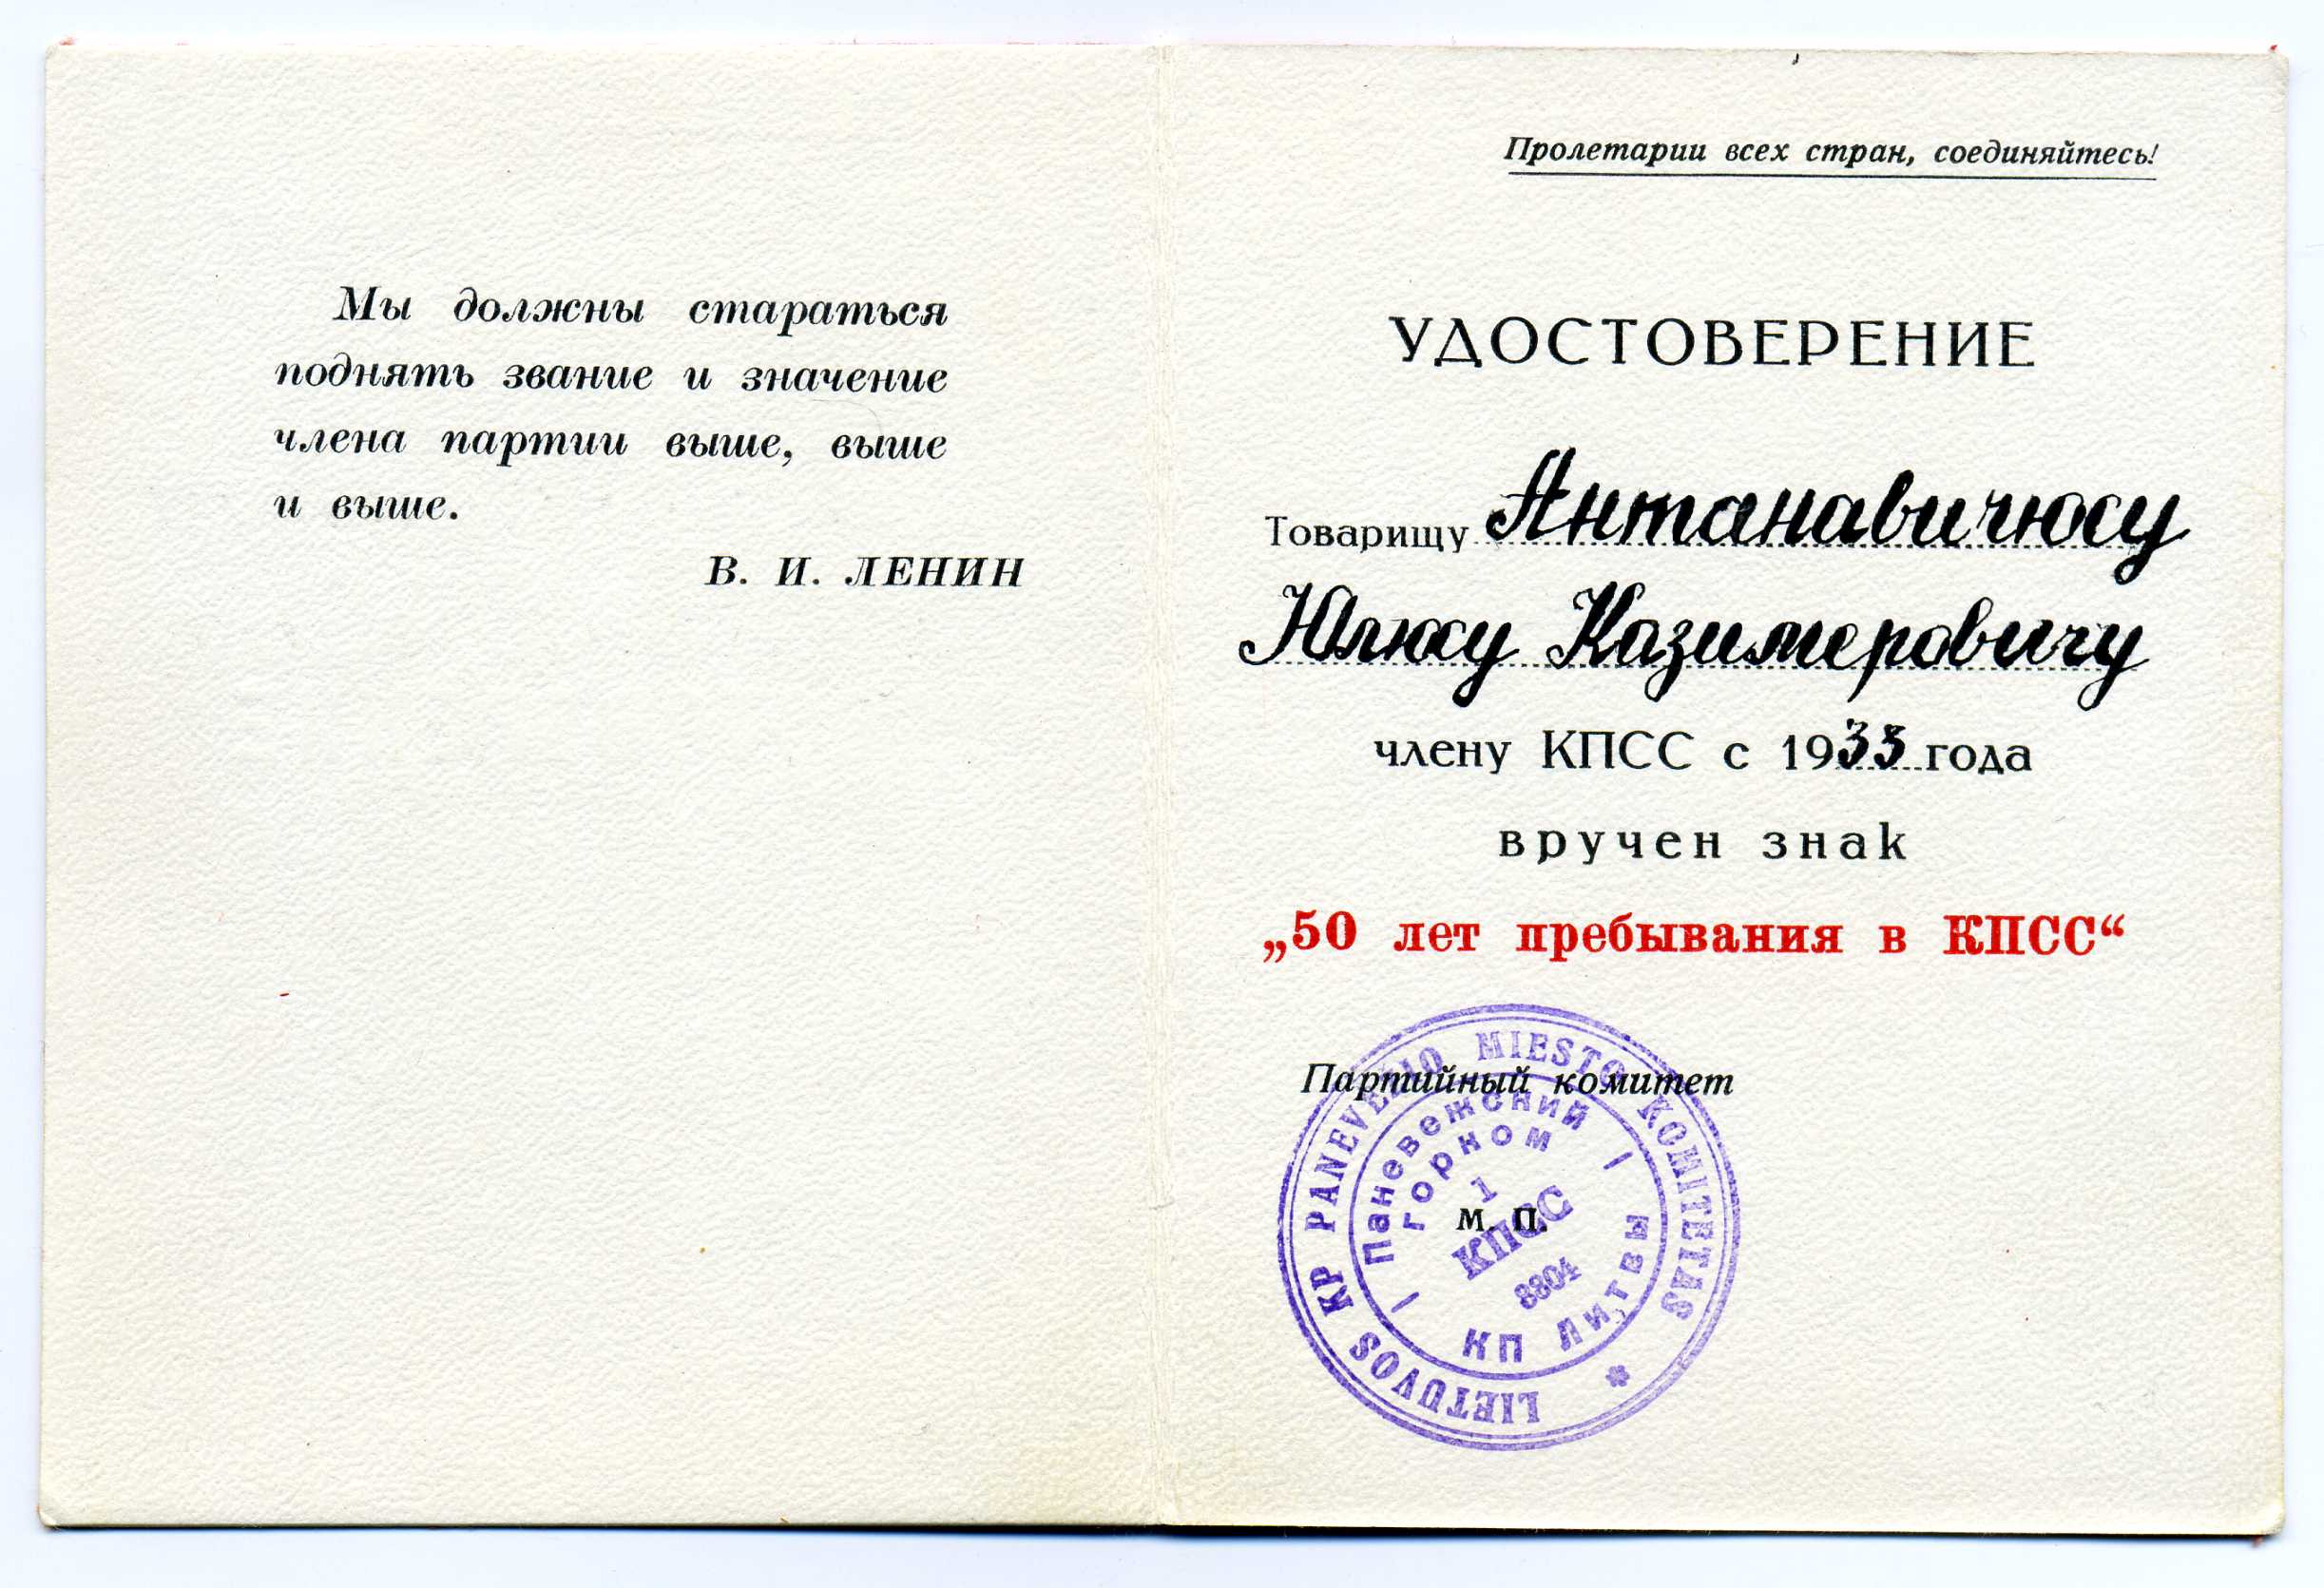 Мы должны стараться
поднять звание и значение
члена партии выше, выше
и выше.
В. И. ЛЕНИН
Пролетарии всех стран, соединяйтесь!
УДОСТОВЕРЕНИЕ
Товарищу Антанавичюсу
Юлюсу Казимеровичу
члену КПСС с 1933 года
вручен знак
„50 лет пребывания в КПСС“
Партийный комитет
м. п.
LIETUVOS KP PANEVĖŽIO MIESTO KOMITETAS
Паневежский
горком
1
КПСС
8804
КП Литвы